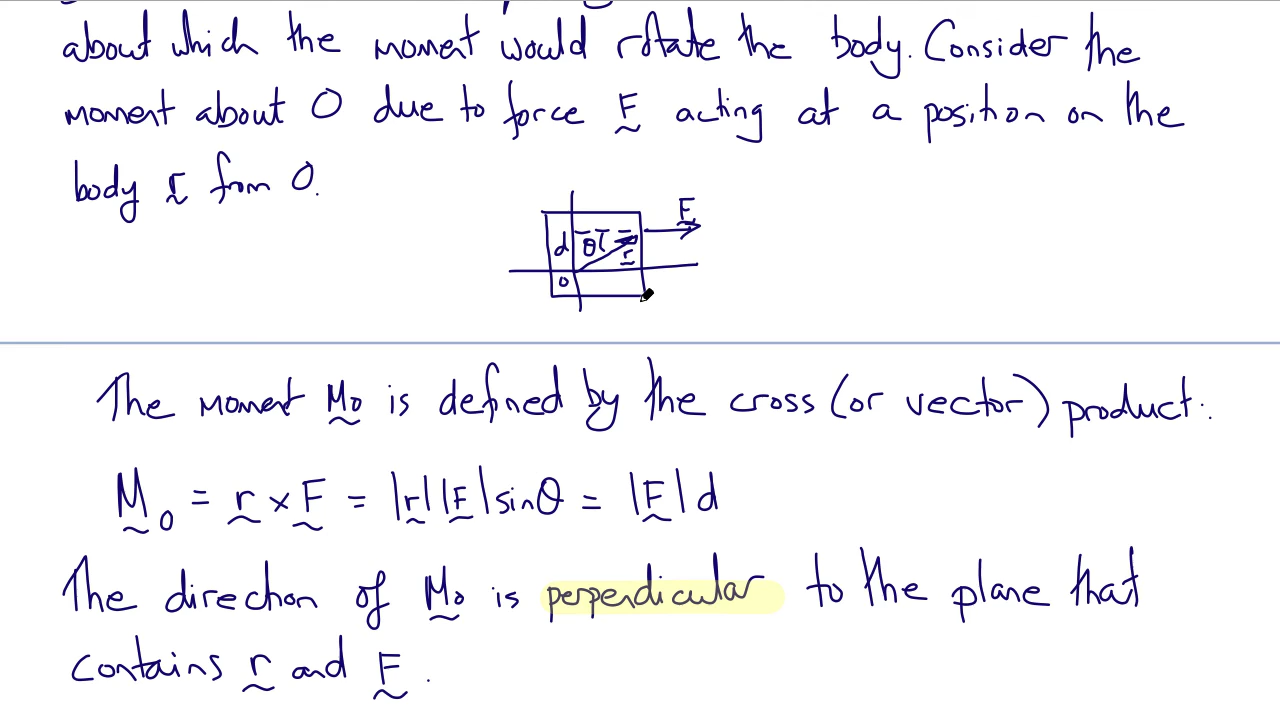 about which the moment would rotate the body. Consider the
moment about O due to force F acting at a position on the
body r from O.
F
d θ r
O
The moment Mo is defined by the cross (or vector) product:
M₀ = r × F = |r||F|sinθ = |F|d
The direction of Mo is perpendicular to the plane that
contains r and F.